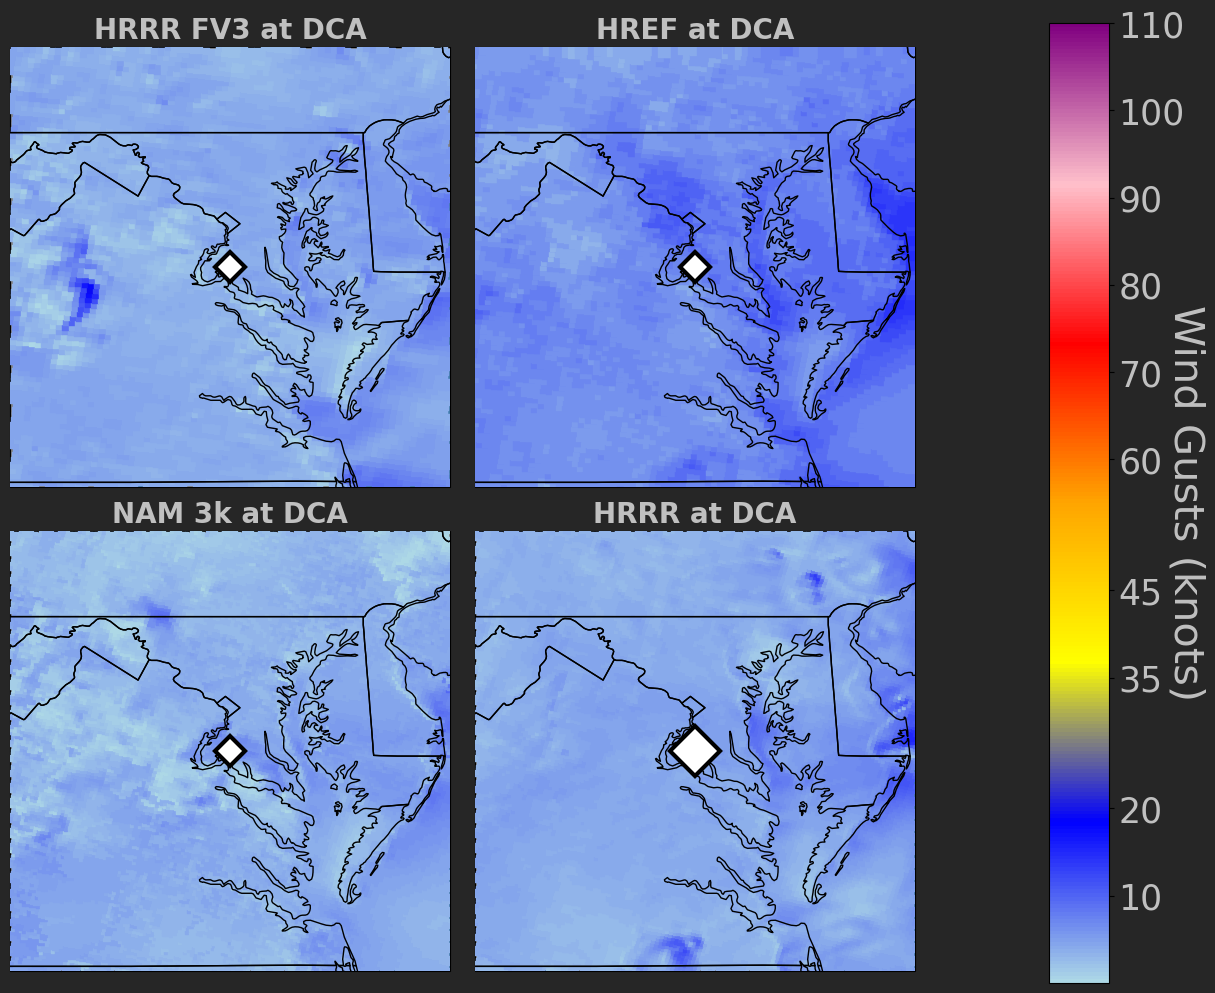 HRRR FV3 at DCA
HREF at DCA
NAM 3k at DCA
HRRR at DCA
110
100
90
80
70
60
45
35
20
10
Wind Gusts (knots)